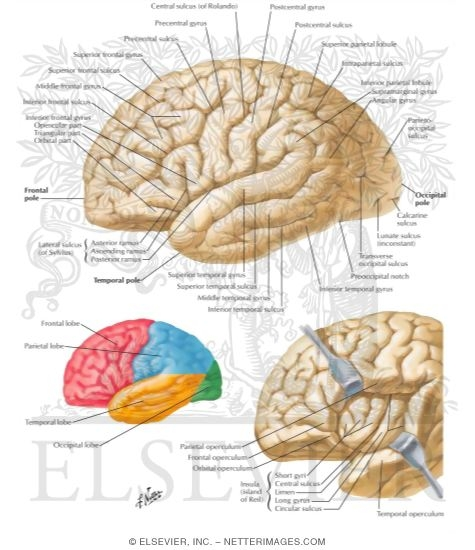 Central sulcus (of Rolando)
Postcentral gyrus
Precentral gyrus
Postcentral sulcus
Precentral sulcus
Superior parietal lobule
Superior frontal gyrus
Intraparietal sulcus
Superior frontal sulcus
Inferior parietal lobule
Middle frontal gyrus
Supramarginal gyrus
Angular gyrus
Inferior frontal sulcus
Inferior frontal gyrus
Opercular part
Triangular part
Orbital part
Parieto-
occipital
sulcus
Frontal
pole
Occipital
pole
Calcarine
sulcus
Lunate sulcus
(inconstant)
Lateral sulcus
(of Sylvius)
Anterior ramus
Ascending ramus
Posterior ramus
Transverse
occipital sulcus
Temporal pole
Preoccipital notch
Superior temporal gyrus
Superior temporal sulcus
Inferior temporal gyrus
Middle temporal gyrus
Inferior temporal sulcus
Frontal lobe
Parietal lobe
Temporal lobe
Occipital lobe
Parietal operculum
Frontal operculum
Orbital operculum
Insula
(island
of Reil)
Short gyri
Central sulcus
Limen
Long gyrus
Circular sulcus
Temporal operculum
ELSEVIER
© ELSEVIER, INC. – NETTERIMAGES.COM